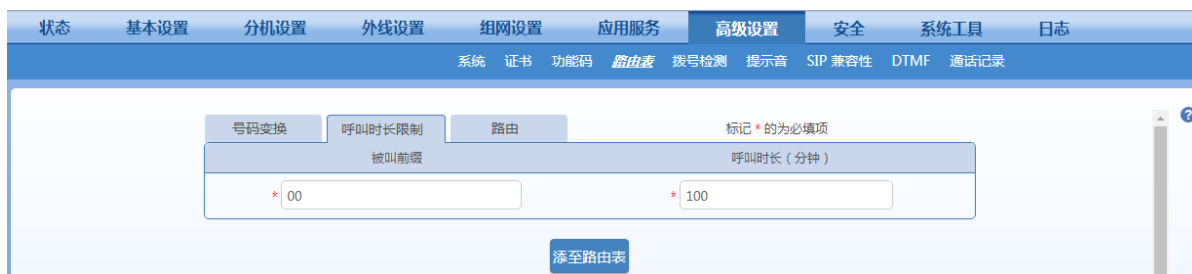 状态 基本设置 分机设置 外线设置 组网设置 应用服务 高级设置 安全 系统工具 日志
系统 证书 功能码 路由表 拨号检测 提示音 SIP 兼容性 DTMF 通话记录
号码变换 呼叫时长限制 路由 标记 * 的为必填项
被叫前缀 呼叫时长（分钟）
* 00 * 100
添至路由表